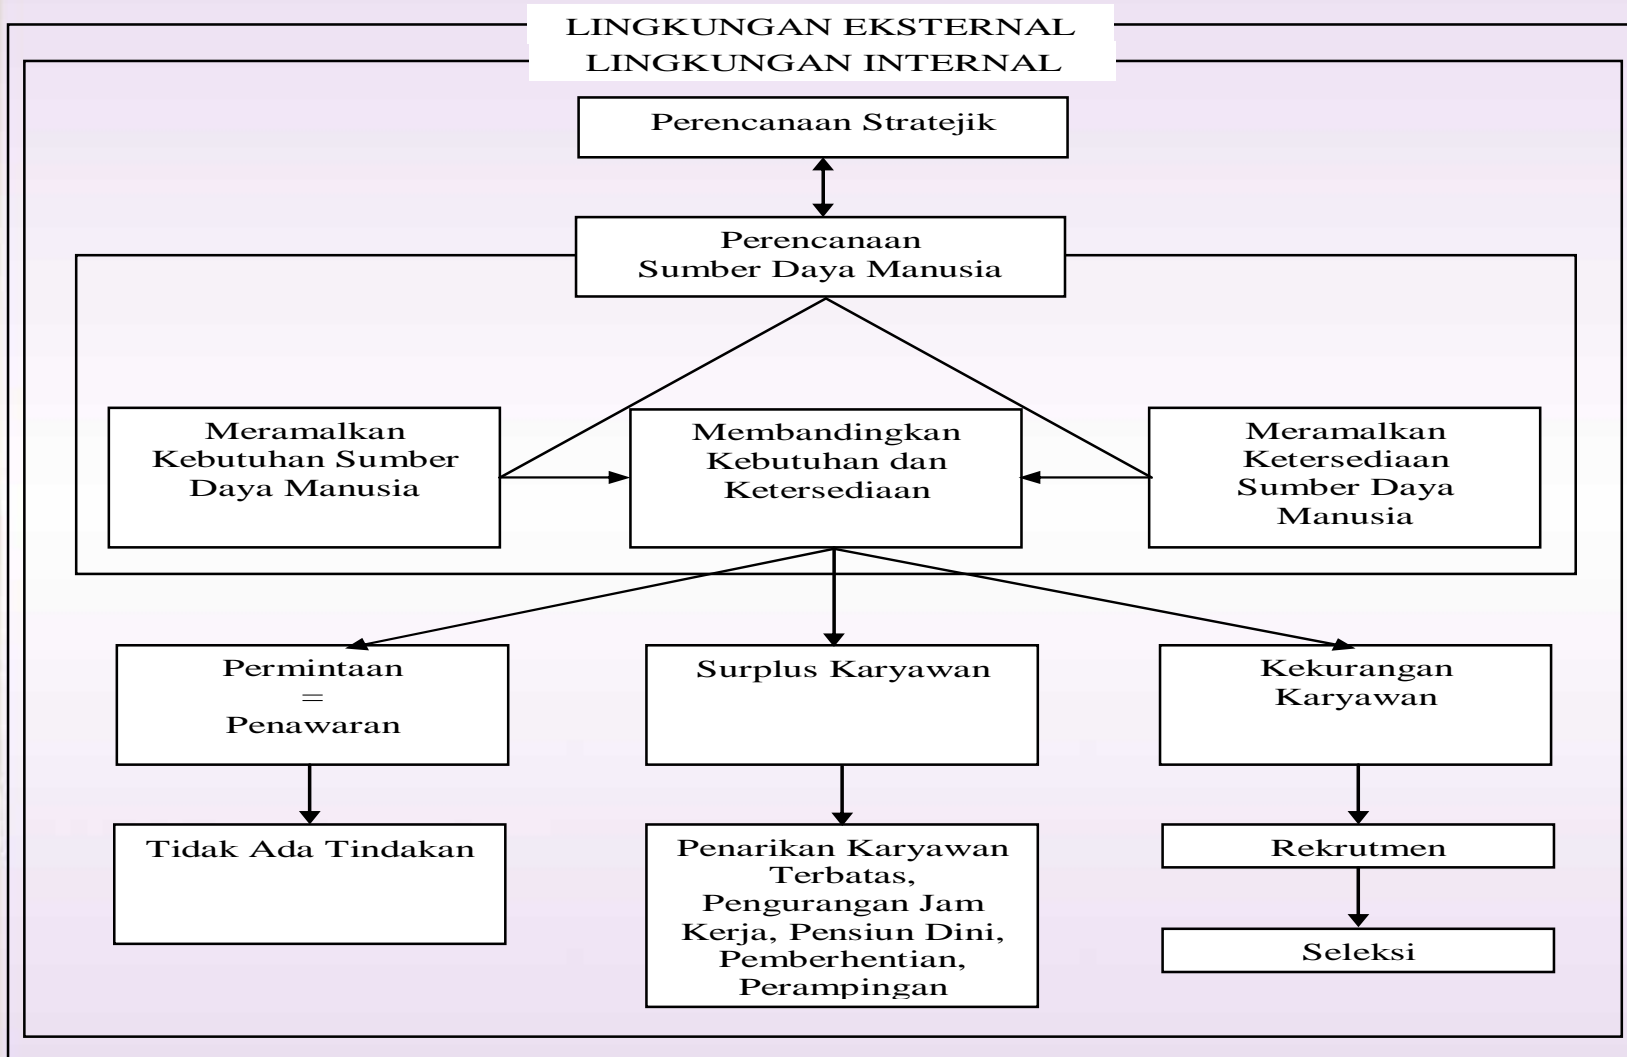 LINGKUNGAN EKSTERNAL
LINGKUNGAN INTERNAL
Perencanaan Stratejik
Perencanaan
Sumber Daya Manusia
Meramalkan
Kebutuhan Sumber
Daya Manusia
Membandingkan
Kebutuhan dan
Ketersediaan
Meramalkan
Ketersediaan
Sumber Daya
Manusia
Permintaan
=
Penawaran
Surplus Karyawan
Kekurangan
Karyawan
Tidak Ada Tindakan
Penarikan Karyawan
Terbatas,
Pengurangan Jam
Kerja, Pensiun Dini,
Pemberhentian,
Perampingan
Rekrutmen
Seleksi